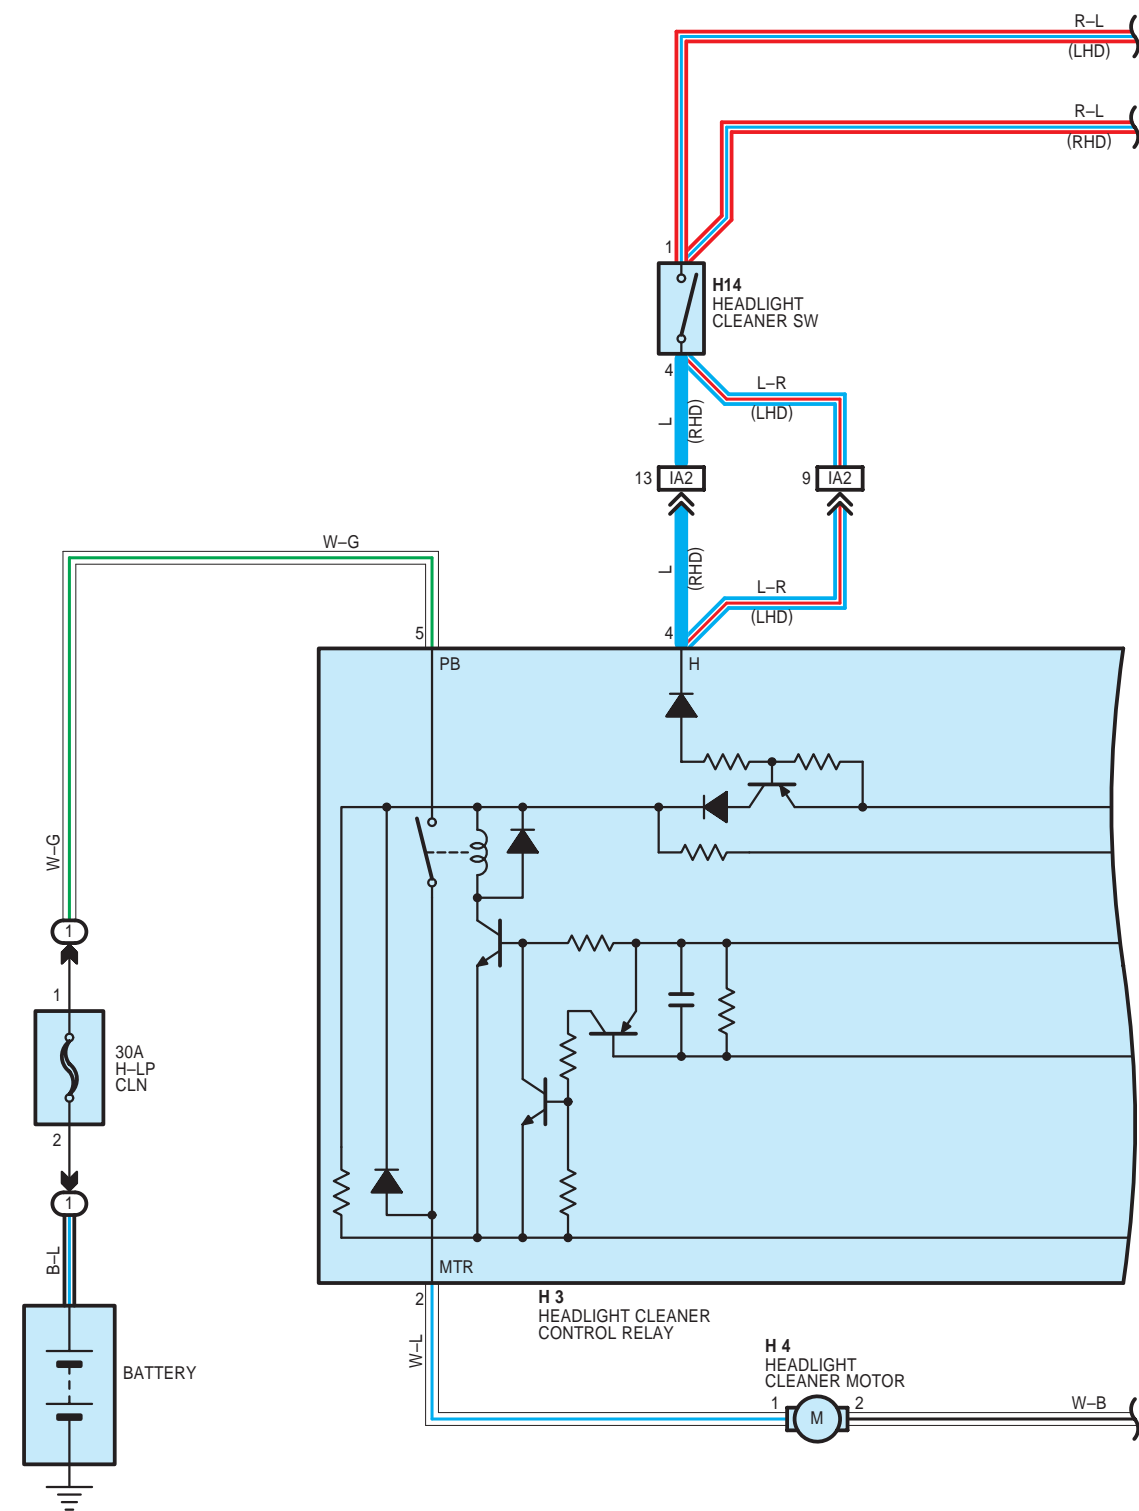 R–L
(LHD)
R–L
(RHD)
1
H14
HEADLIGHT
CLEANER SW
4
L–R
(LHD)
L
(RHD)
13
IA2
9
IA2
W–G
L
(RHD)
L–R
(LHD)
5
4
PB
H
W–G
1
1
30A
H–LP
CLN
2
1
B–L
MTR
2
H 3
HEADLIGHT CLEANER
CONTROL RELAY
W–L
BATTERY
H 4
HEADLIGHT
CLEANER MOTOR
1
M
2
W–B